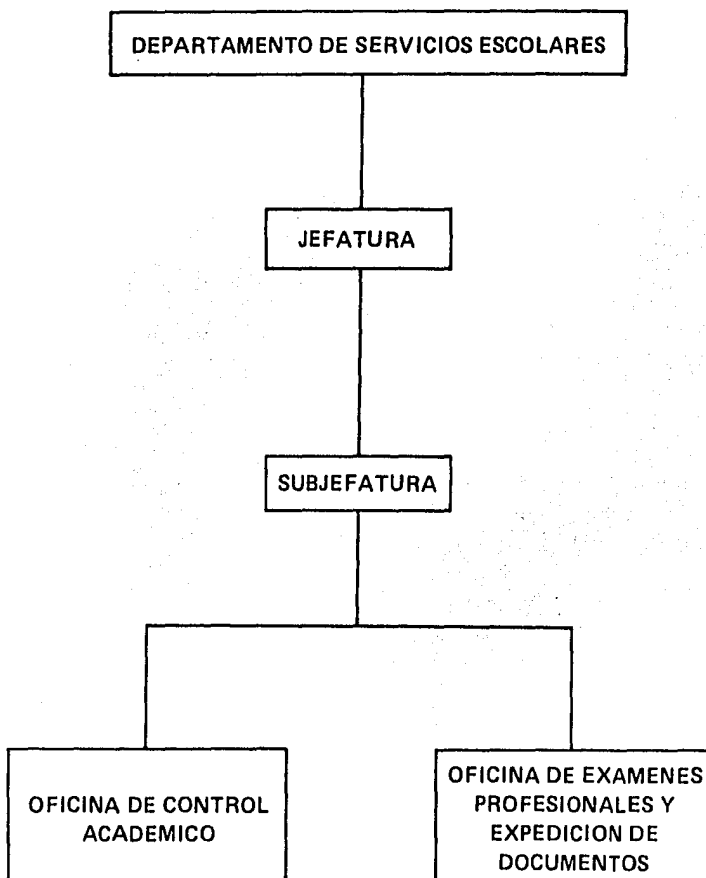 DEPARTAMENTO DE SERVICIOS ESCOLARES
JEFATURA
SUBJEFATURA
OFICINA DE CONTROL
ACADEMICO
OFICINA DE EXAMENES
PROFESIONALES Y
EXPEDICION DE
DOCUMENTOS